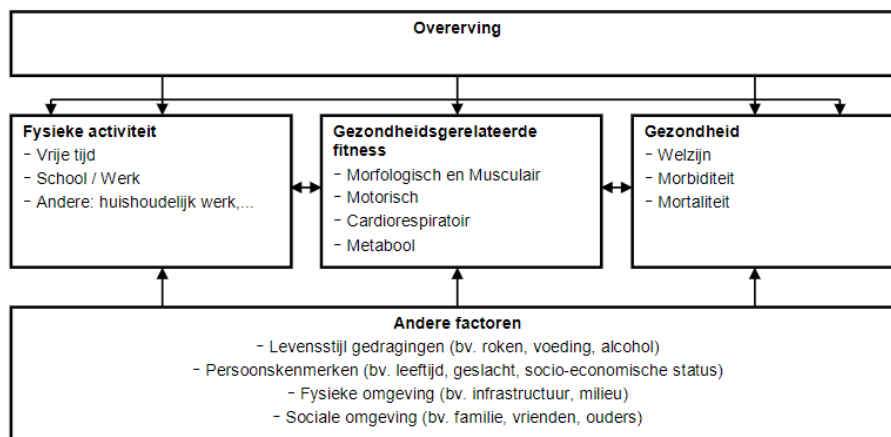 Overerving
Fysieke activiteit
- Vrije tijd
- School / Werk
- Andere: huishoudelijk werk,...
Gezondheidsgerelateerde
fitness
- Morfologisch en Musculair
- Motorisch
- Cardiorespiratoir
- Metabool
Gezondheid
- Welzijn
- Morbiditeit
- Mortaliteit
Andere factoren
- Levensstijl gedragingen (bv. roken, voeding, alcohol)
- Persoonskenmerken (bv. leeftijd, geslacht, socio-economische status)
- Fysieke omgeving (bv. infrastructuur, milieu)
- Sociale omgeving (bv. familie, vrienden, ouders)